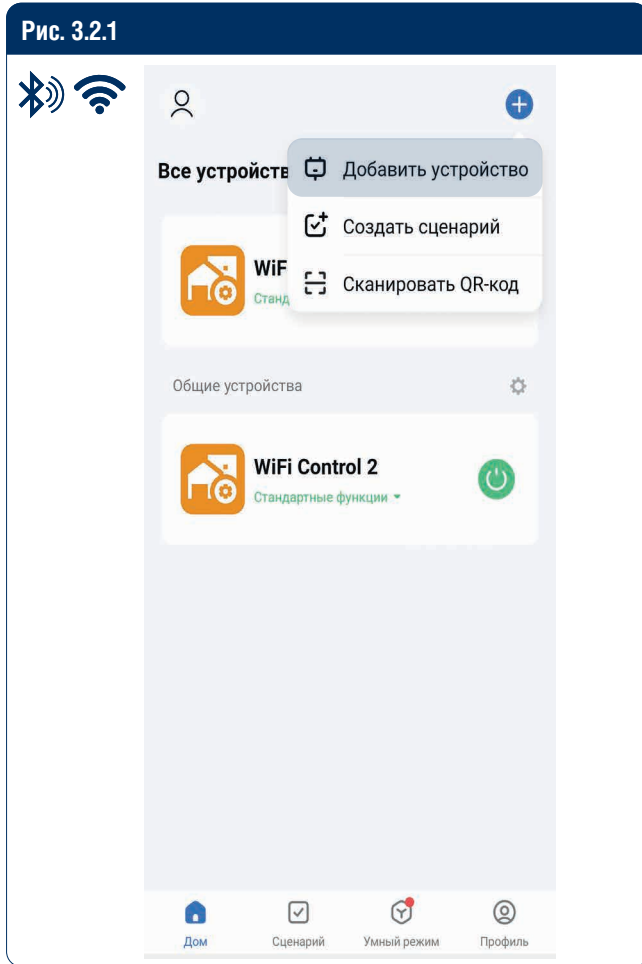 Рис. 3.2.1
Все устройств
Добавить устройство
Создать сценарий
WiF
Сканировать QR-код
Станд
Общие устройства
WiFi Control 2
Стандартные функции
Дом
Сценарий
Умный режим
Профиль